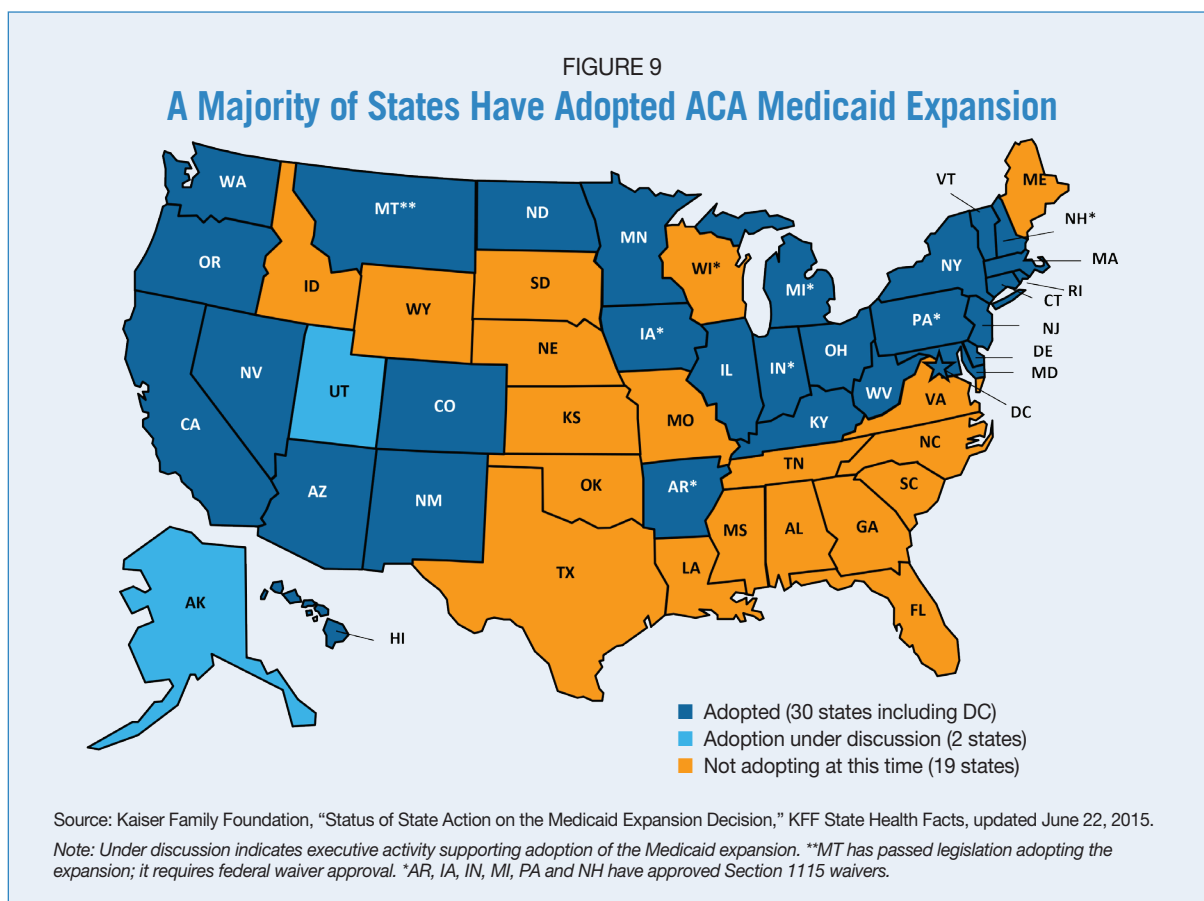 FIGURE 9
A Majority of States Have Adopted ACA Medicaid Expansion
WA
MT**
ND
MN
VT
ME
NH*
OR
ID
SD
WI*
MI*
NY
MA
WY
RI
CT
IA*
PA*
NJ
NE
NV
UT
CO
IL
IN*
OH
DE
MD
WV
VA
DC
CA
KS
MO
KY
NC
TN
AZ
NM
OK
AR*
SC
MS
AL
GA
TX
LA
AK
FL
HI
Adopted (30 states including DC)
Adoption under discussion (2 states)
Not adopting at this time (19 states)
Source: Kaiser Family Foundation, “Status of State Action on the Medicaid Expansion Decision,” KFF State Health Facts, updated June 22, 2015.
Note: Under discussion indicates executive activity supporting adoption of the Medicaid expansion. **MT has passed legislation adopting the
expansion; it requires federal waiver approval. *AR, IA, IN, MI, PA and NH have approved Section 1115 waivers.